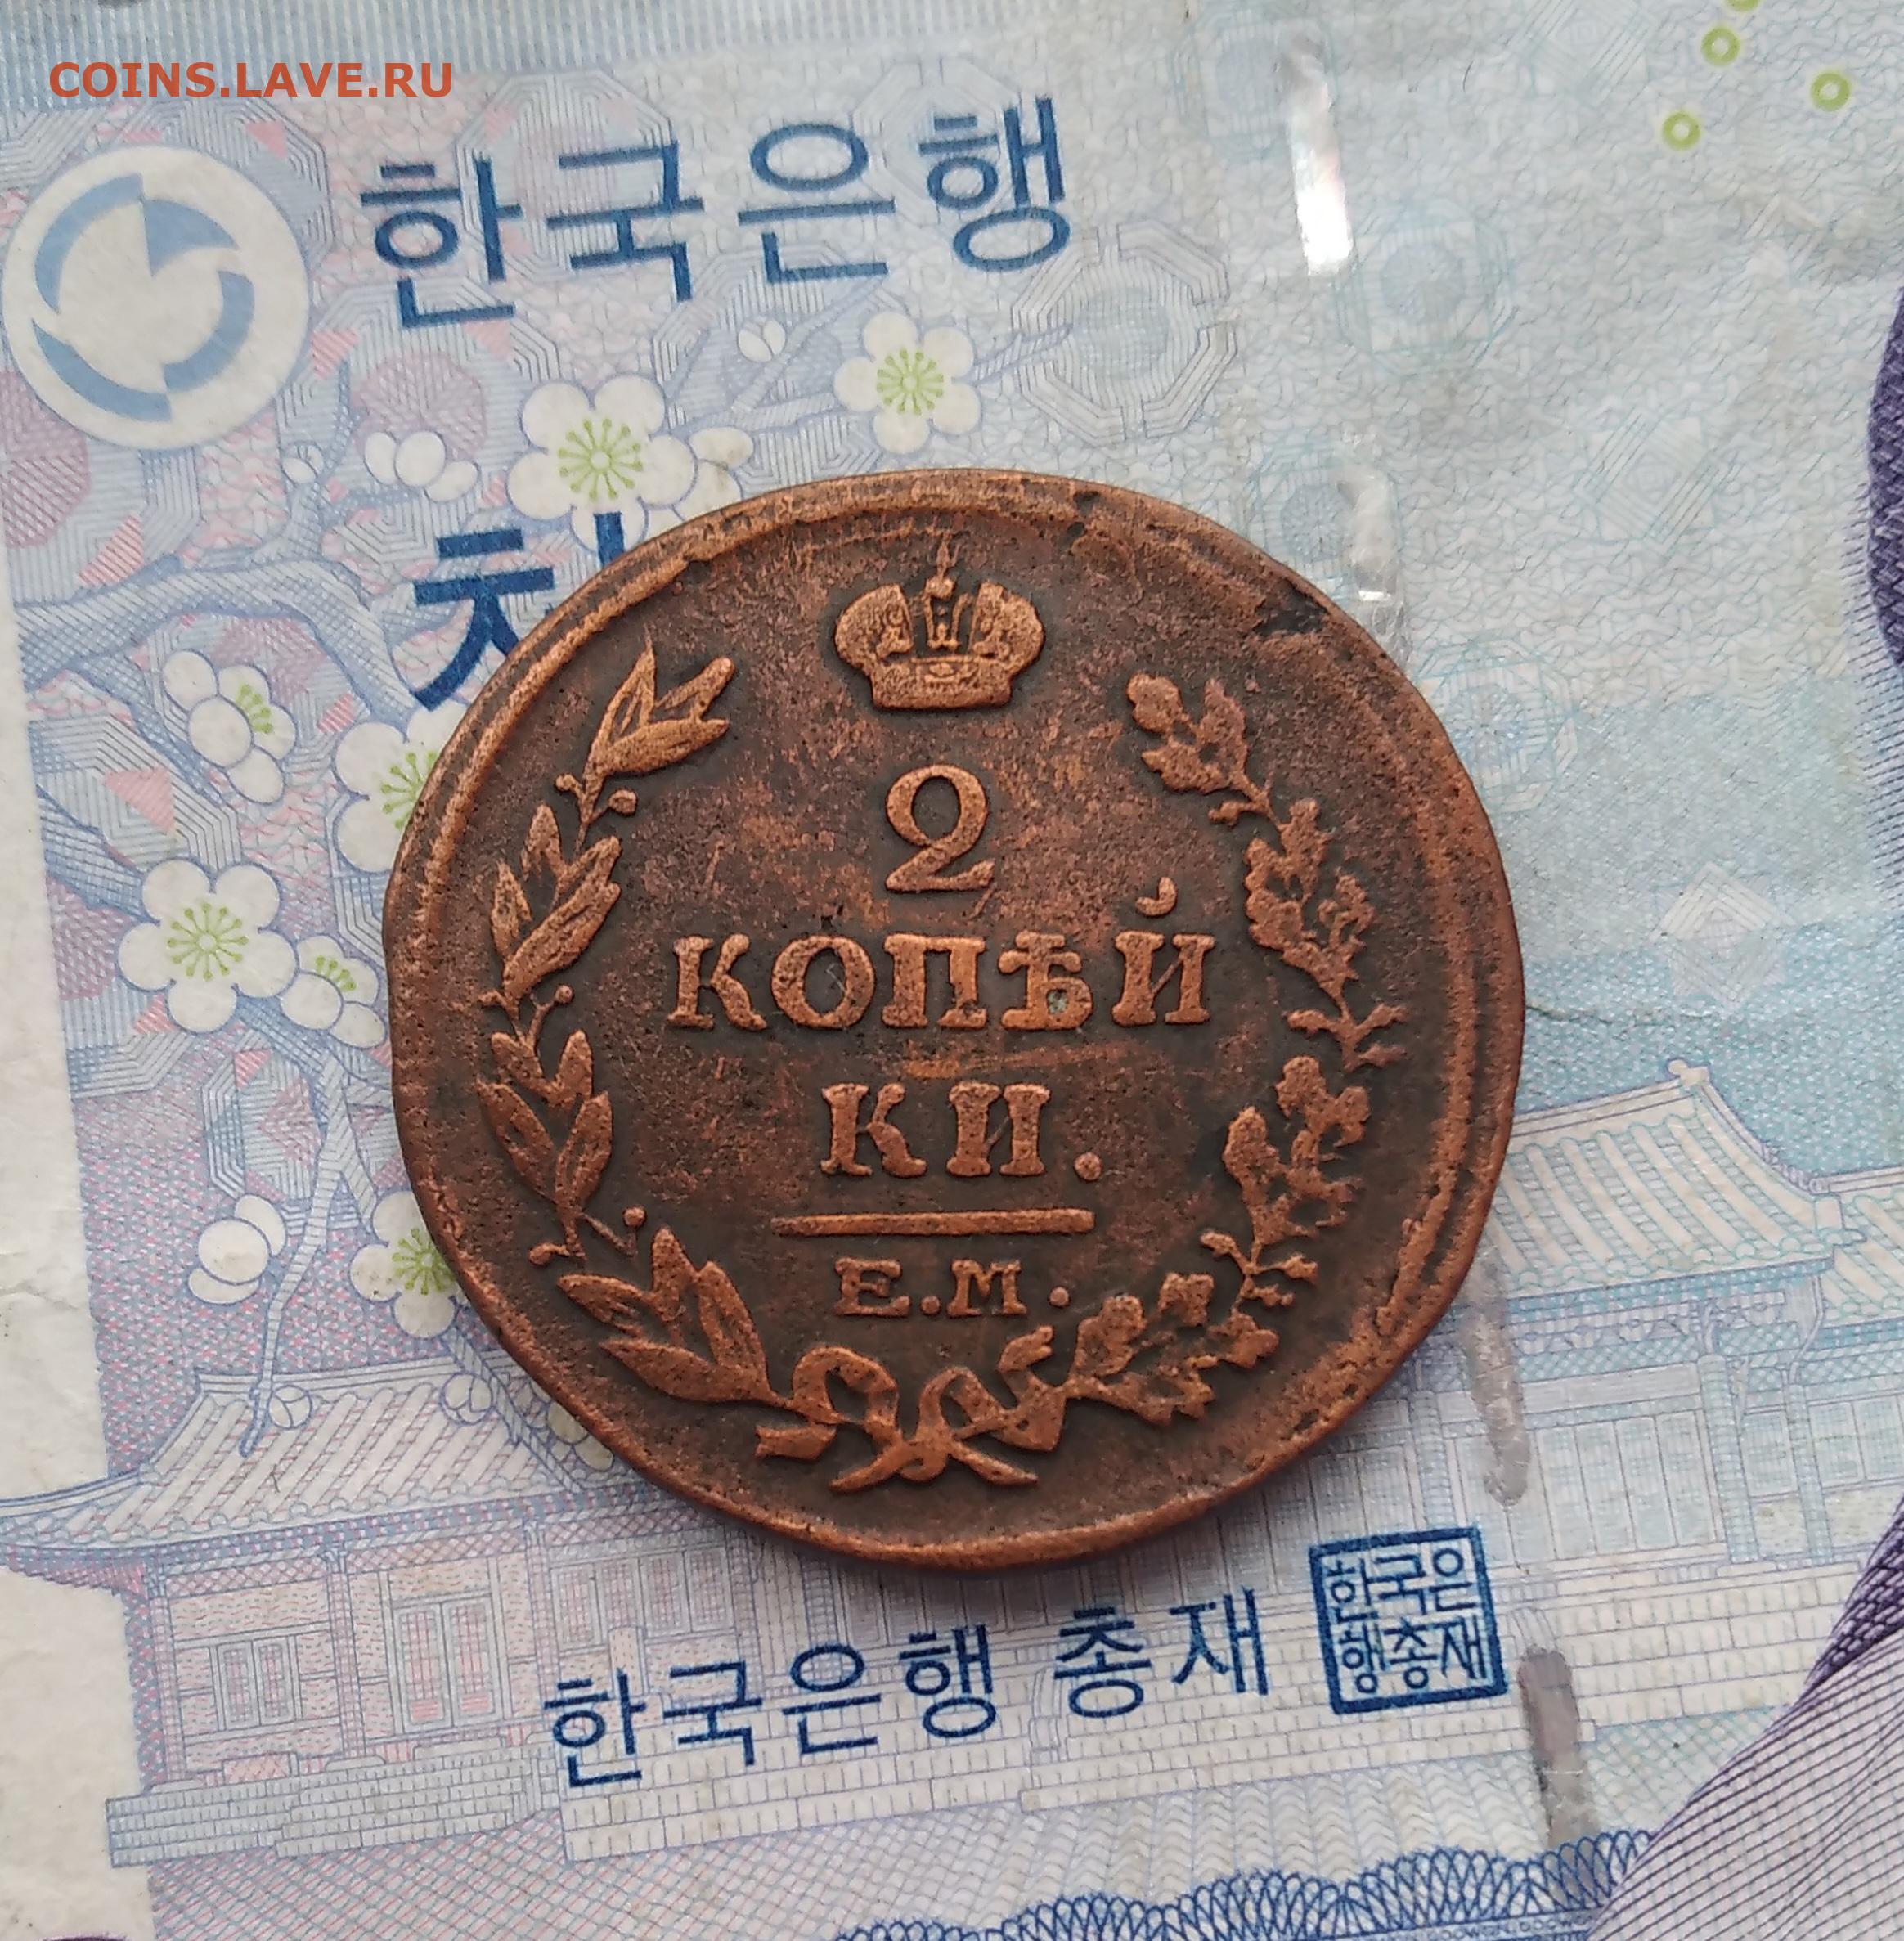 COINS.LAVE.RU
한국은행
2
КОПѢЙ
КИ.
Е.М.
한국은행 총재
한국은
행총재